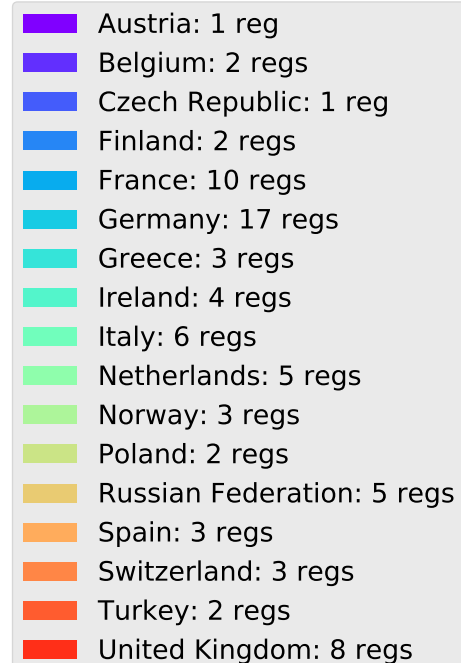 Austria: 1 reg
Belgium: 2 regs
Czech Republic: 1 reg
Finland: 2 regs
France: 10 regs
Germany: 17 regs
Greece: 3 regs
Ireland: 4 regs
Italy: 6 regs
Netherlands: 5 regs
Norway: 3 regs
Poland: 2 regs
Russian Federation: 5 regs
Spain: 3 regs
Switzerland: 3 regs
Turkey: 2 regs
United Kingdom: 8 regs